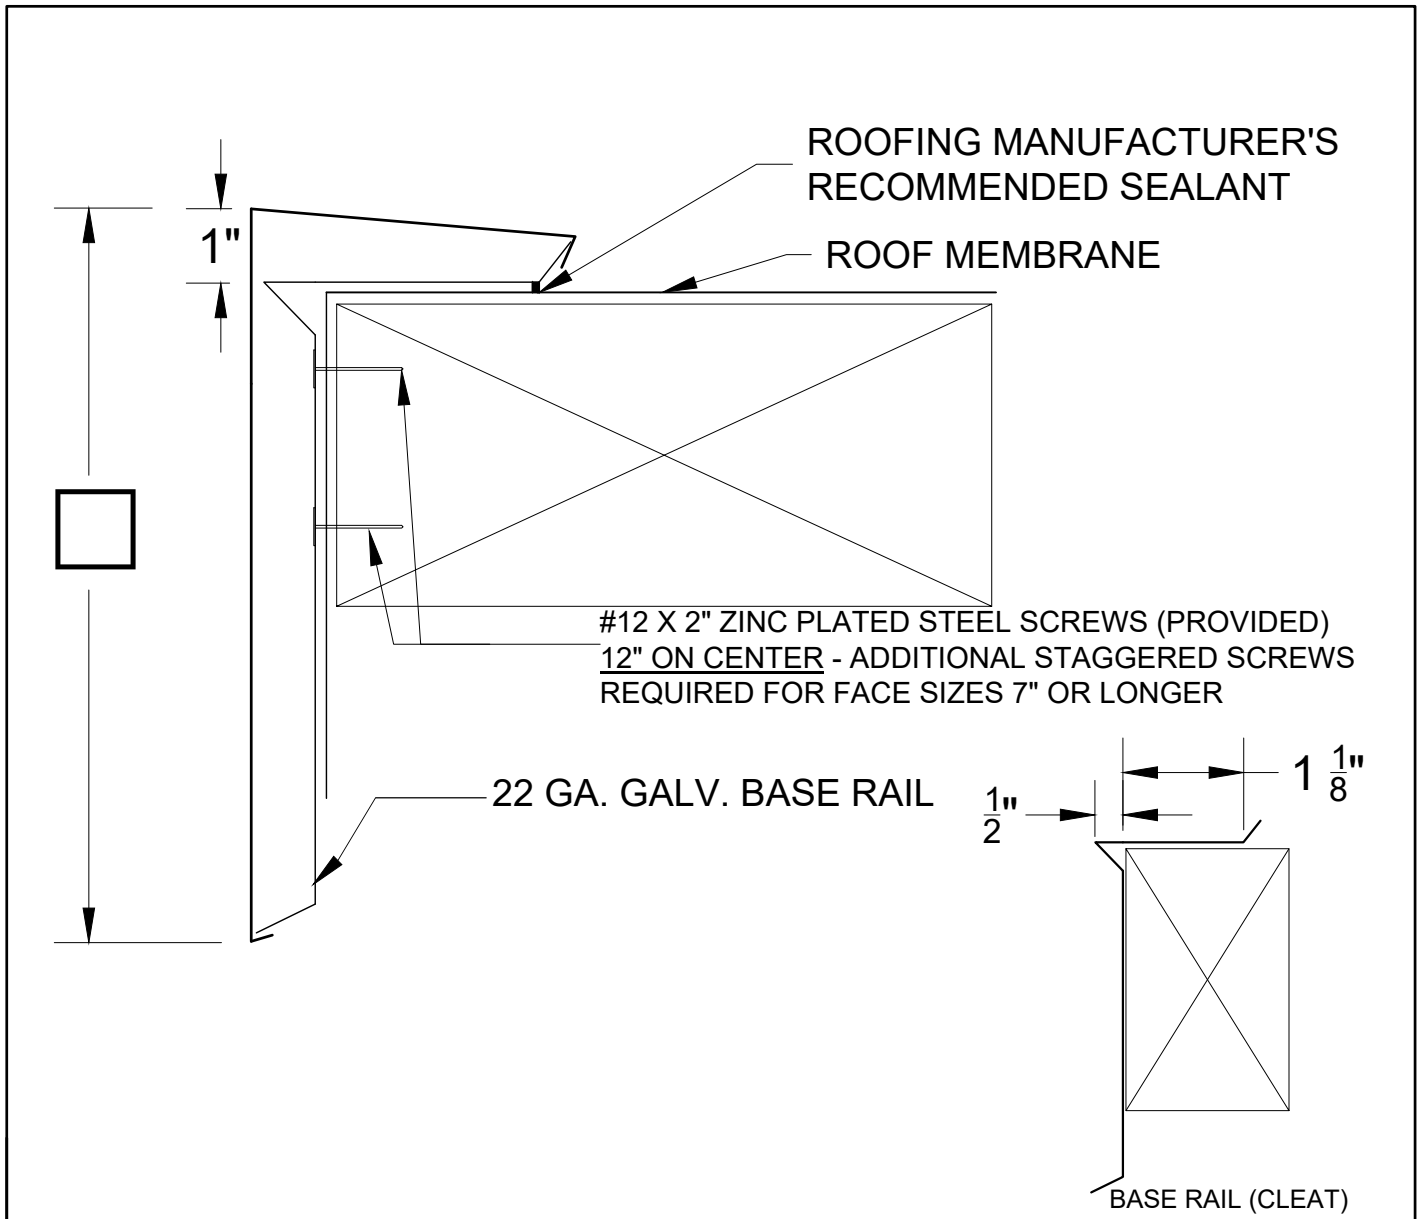 ROOFING MANUFACTURER'S
RECOMMENDED SEALANT
1"
ROOF MEMBRANE
#12 X 2" ZINC PLATED STEEL SCREWS (PROVIDED)
12" ON CENTER - ADDITIONAL STAGGERED SCREWS
REQUIRED FOR FACE SIZES 7" OR LONGER
22 GA. GALV. BASE RAIL
1 1/8"
1/2"
BASE RAIL (CLEAT)